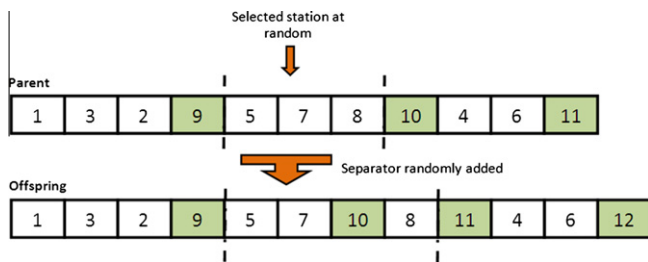 Selected station at
random
Parent
1 3 2 9 5 7 8 10 4 6 11
Separator randomly added
Offspring
1 3 2 9 5 7 10 8 11 4 6 12